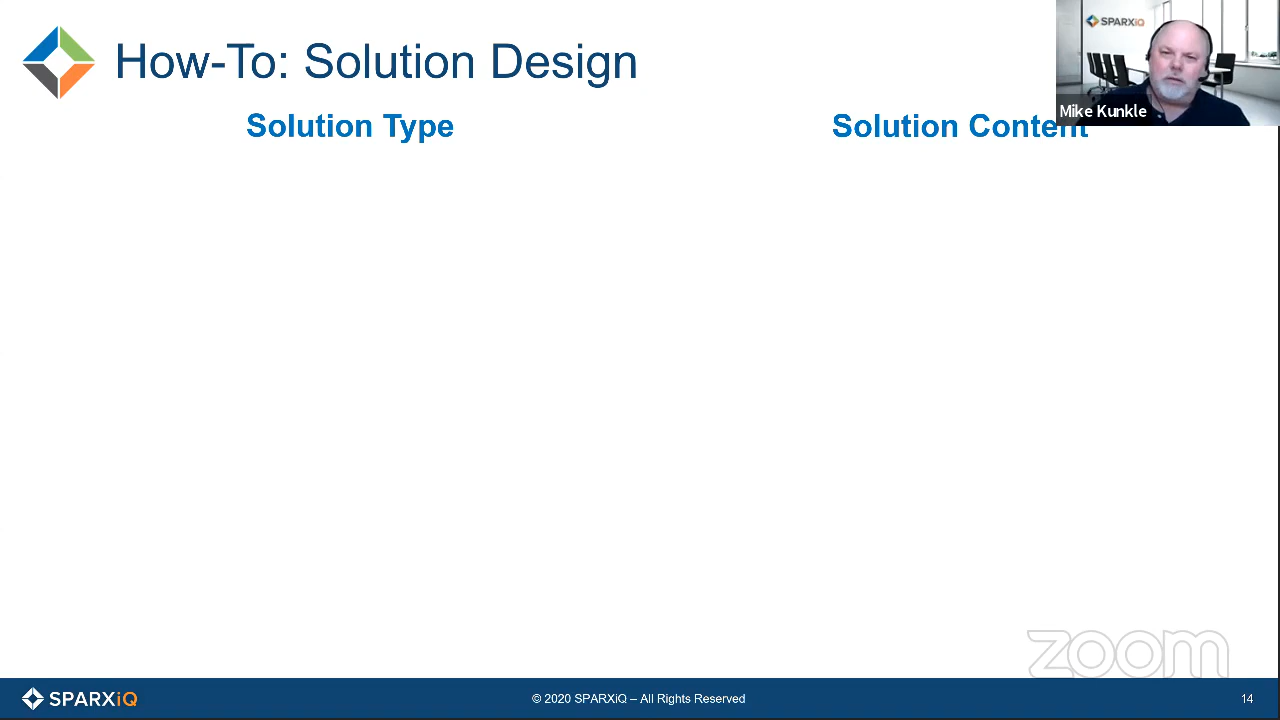 How-To: Solution Design
SPARXiQ
Mike Kunkle
Solution Type
Solution Content
zoom
SPARXiQ
© 2020 SPARXiQ – All Rights Reserved
14